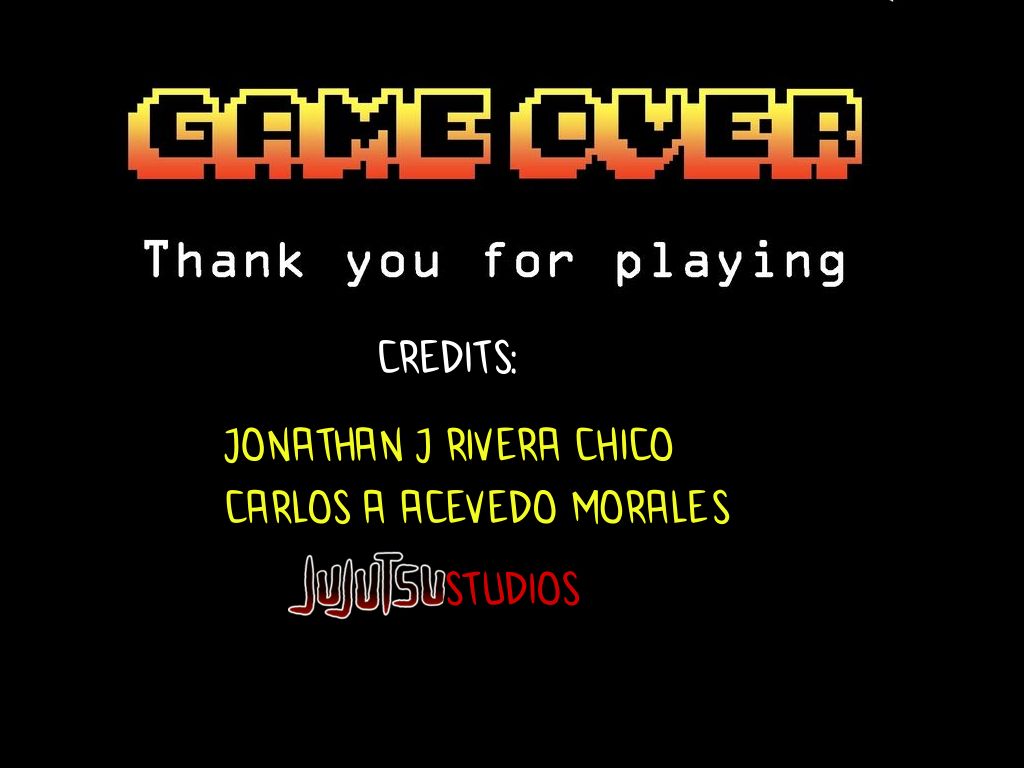 GAME OVER
Thank you for playing
CREDITS:
JONATHAN J RIVERA CHICO
CARLOS A ACEVEDO MORALES
JUJUTSU STUDIOS